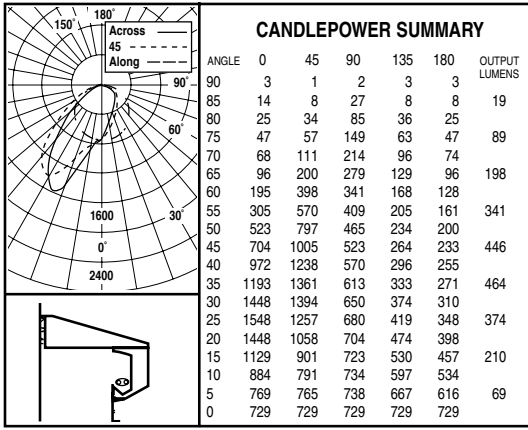 150°
180°
Across
45
Along
90°
60°
1600
30°
0°
2400
CANDLEPOWER SUMMARY
ANGLE 0 45 90 135 180 OUTPUT LUMENS
90 3 1 2 3 3
85 14 8 27 8 8 19
80 25 34 85 36 25
75 47 57 149 63 47 89
70 68 111 214 96 74
65 96 200 279 129 96 198
60 195 398 341 168 128
55 305 570 409 205 161 341
50 523 797 465 234 200
45 704 1005 523 264 233 446
40 972 1238 570 296 255
35 1193 1361 613 333 271 464
30 1448 1394 650 374 310
25 1548 1257 680 419 348 374
20 1448 1058 704 474 398
15 1129 901 723 530 457 210
10 884 791 734 597 534
5 769 765 738 667 616 69
0 729 729 729 729 729